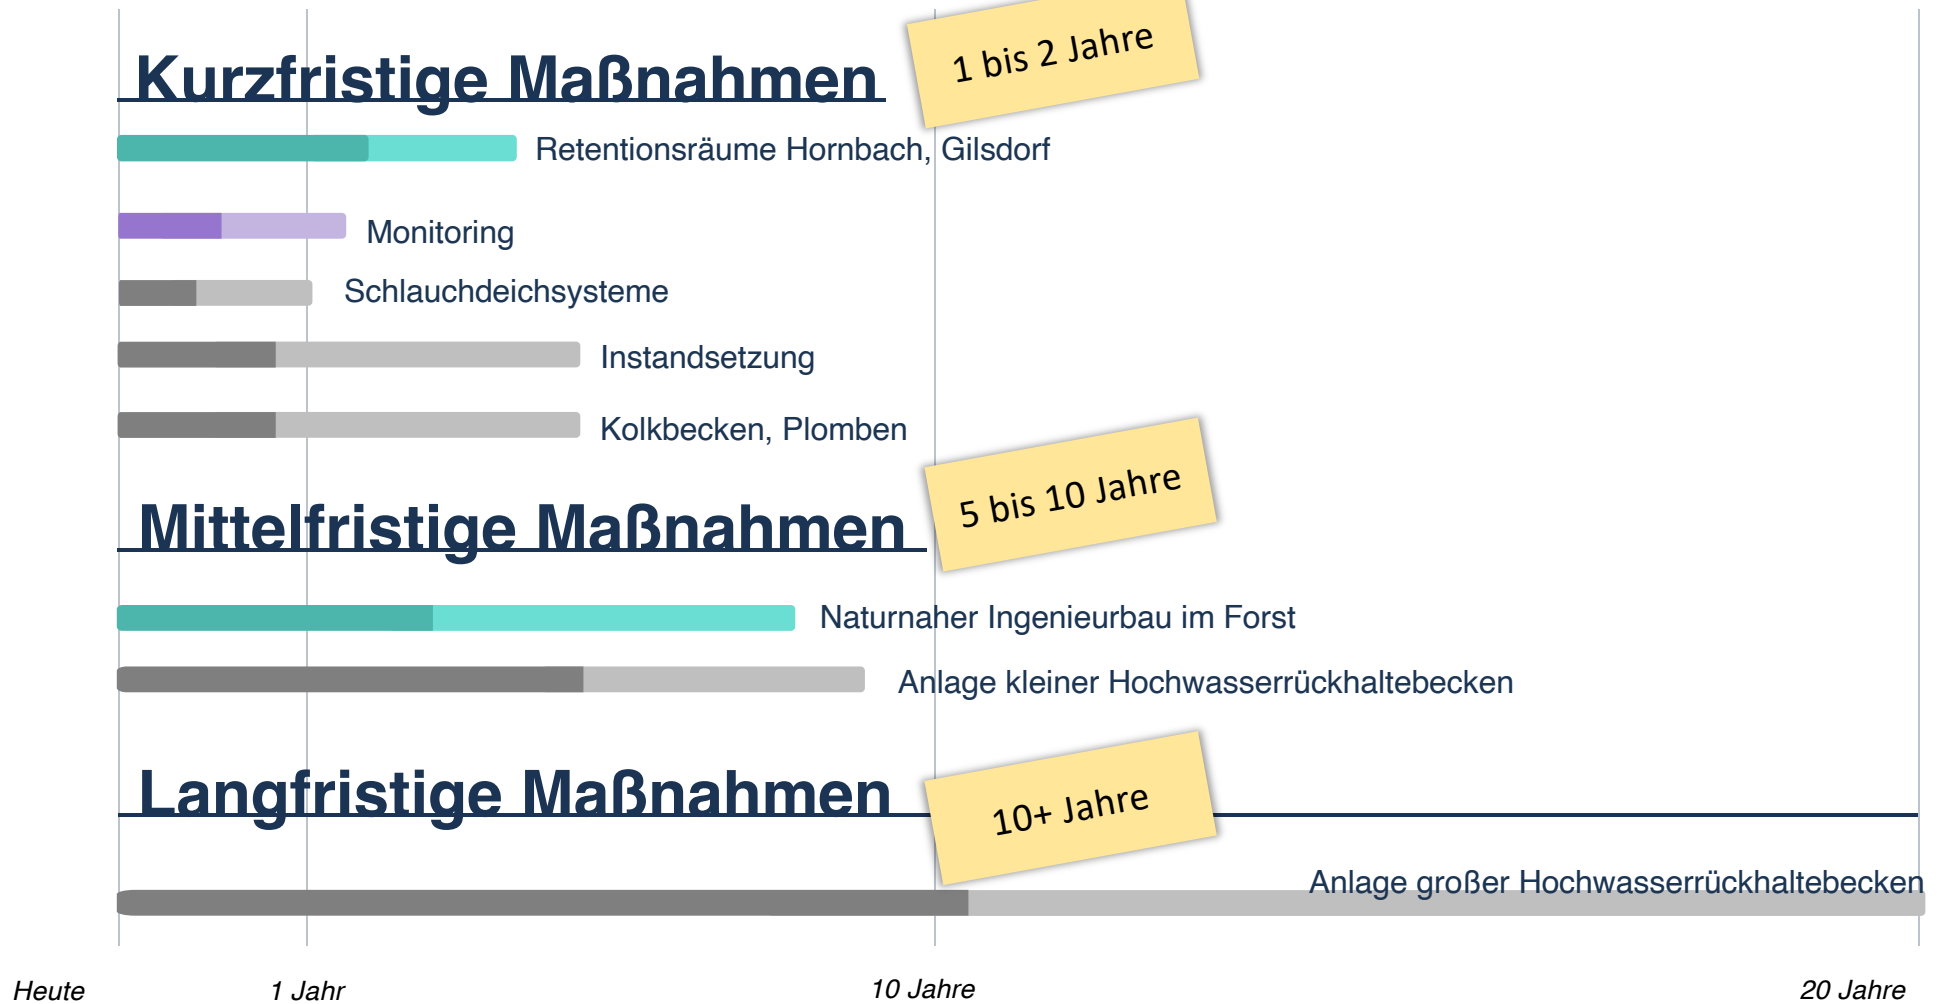 Kurzfristige Maßnahmen
1 bis 2 Jahre
Retentionsräume Hornbach, Gilsdorf
Monitoring
Schlauchdeichsysteme
Instandsetzung
Kolkbecken, Plomben
Mittelfristige Maßnahmen
5 bis 10 Jahre
Naturnaher Ingenieurbau im Forst
Anlage kleiner Hochwasserrückhaltebecken
Langfristige Maßnahmen
10+ Jahre
Anlage großer Hochwasserrückhaltebecken
Heute
1 Jahr
10 Jahre
20 Jahre